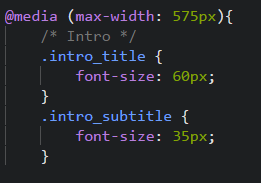 @media (max-width: 575px){
    /* Intro */
    .intro_title {
        font-size: 60px;
    }
    .intro_subtitle {
        font-size: 35px;
    }